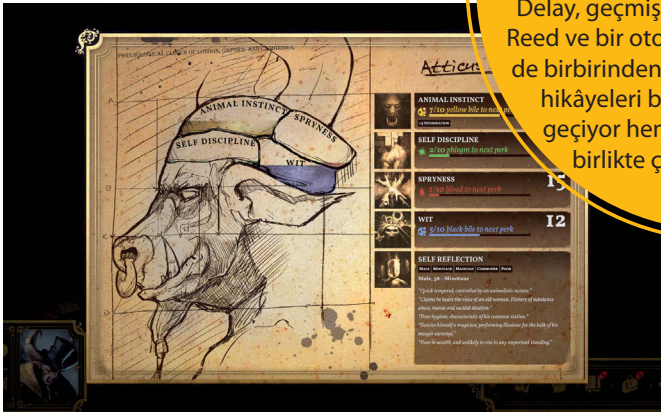 Delay, geçmiş
Reed ve bir oto
de birbirinden
hikâyeleri b
geçiyor hem
birlikte ç
PHRENOLOGICAL CLINICS OF LONDON, OXFORD, AND CAMBRIDGE
Atticus
ANIMAL INSTINCT
SPRYNESS
SELF DISCIPLINE
WIT
ANIMAL INSTINCT
7/10 yellow bile to next
SELF DISCIPLINE
2/10 phlegm to next perk
SPRYNESS
1/10 blood to next perk
15
WIT
5/10 black bile to next perk
12
SELF REFLECTION
MALE MINOTAUR MAGICIAN COMMONER POOR
Male, 38 - Minotaur
"Quick tempered, controlled by an animalistic nature."
"Claims to heart the voice of an old woman. History of substance
abuse, trauma and suicidal ideation."
"Poor hygiene, characteristic of his common station."
"Fancies himself a magician, performing illusions for the bulk of his
meager earnings."
"Poor in wealth, and unlikely to rise to any important standing."